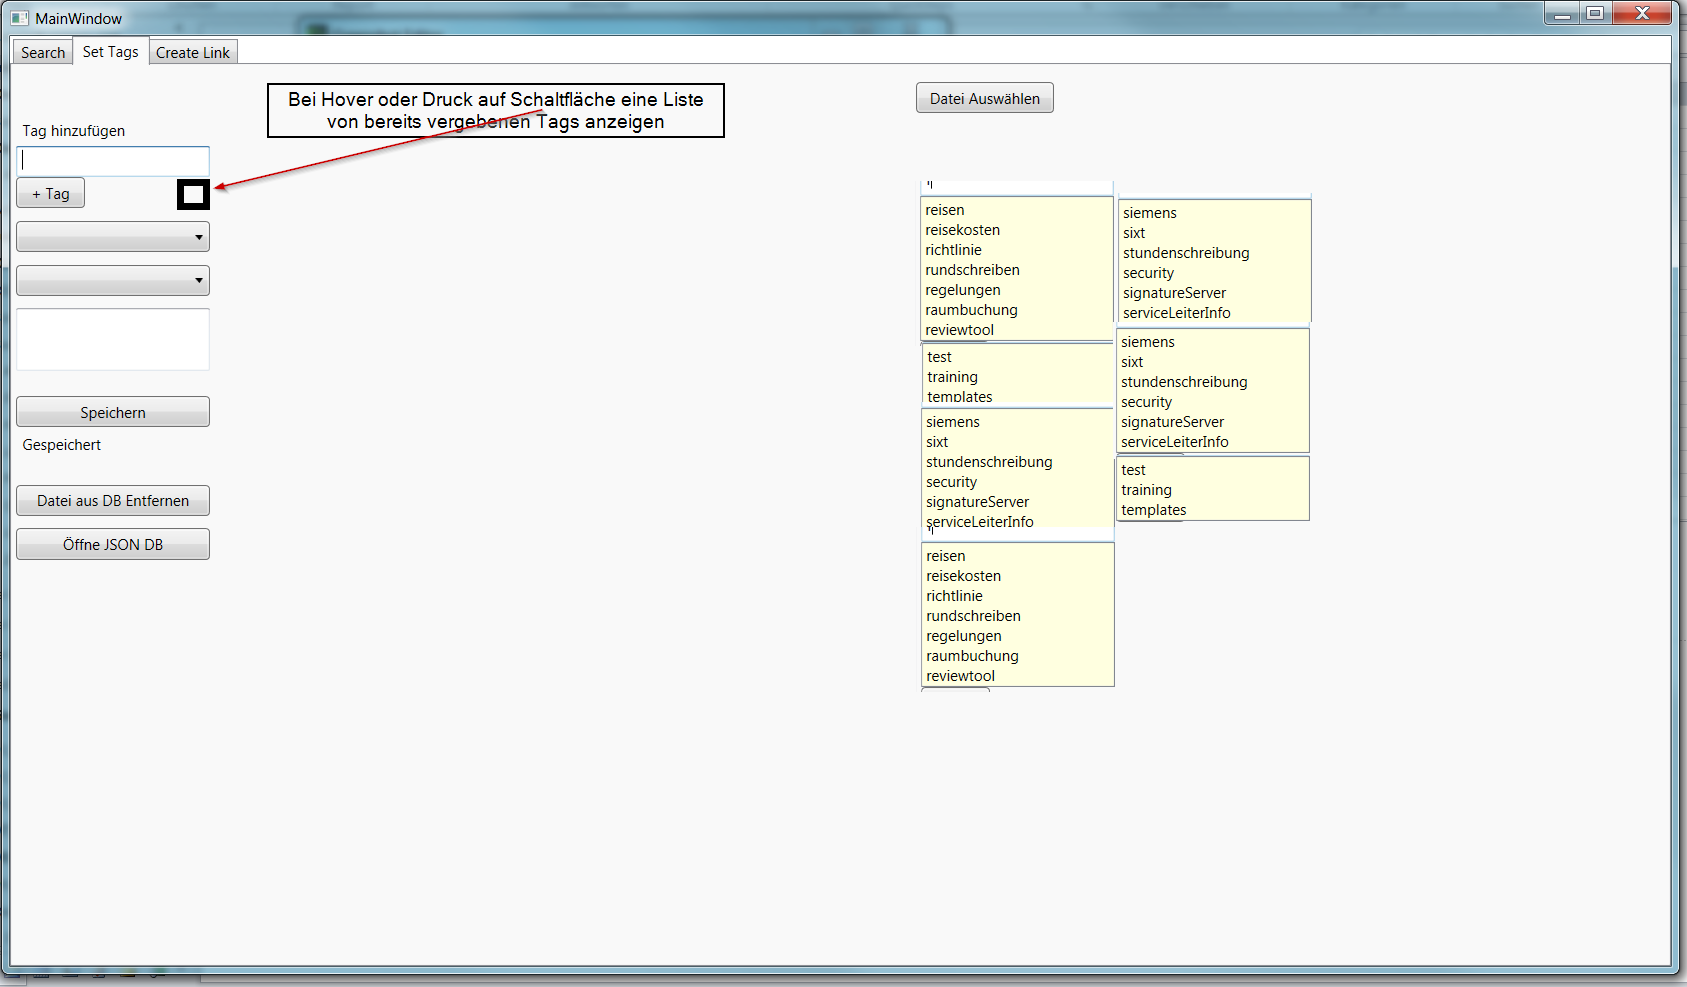 MainWindow
Search
Set Tags
Create Link
Bei Hover oder Druck auf Schaltfläche eine Liste
von bereits vergebenen Tags anzeigen
Datei Auswählen
Tag hinzufügen
+ Tag
Speichern
Gespeichert
Datei aus DB Entfernen
Öffne JSON DB
reisen
reisekosten
richtlinie
rundschreiben
regelungen
raumbuchung
reviewtool
test
training
templates
siemens
sixt
stundenschreibung
security
signatureServer
serviceLeiterInfo
reisen
reisekosten
richtlinie
rundschreiben
regelungen
raumbuchung
reviewtool
siemens
sixt
stundenschreibung
security
signatureServer
serviceLeiterInfo
siemens
sixt
stundenschreibung
security
signatureServer
serviceLeiterInfo
test
training
templates